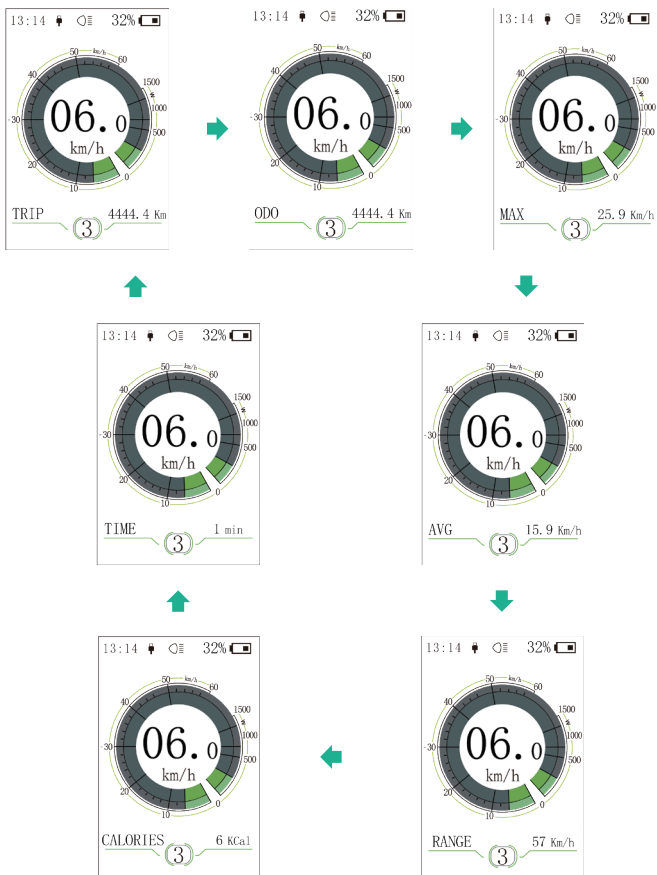 13:14 32%
50 km/h 60
40 1500
W
30 1000
500
06.0
km/h
20
10 0
TRIP 4444.4 Km
3
13:14 32%
50 km/h 60
40 1500
W
30 1000
500
06.0
km/h
20
10 0
ODO 4444.4 Km
3
13:14 32%
50 km/h 60
40 1500
W
30 1000
500
06.0
km/h
20
10 0
MAX 25.9 Km/h
3
13:14 32%
50 km/h 60
40 1500
W
30 1000
500
06.0
km/h
20
10 0
TIME 1 min
3
13:14 32%
50 km/h 60
40 1500
W
30 1000
500
06.0
km/h
20
10 0
AVG 15.9 Km/h
3
13:14 32%
50 km/h 60
40 1500
W
30 1000
500
06.0
km/h
20
10 0
CALORIES 6 KCal
3
13:14 32%
50 km/h 60
40 1500
W
30 1000
500
06.0
km/h
20
10 0
RANGE 57 Km/h
3